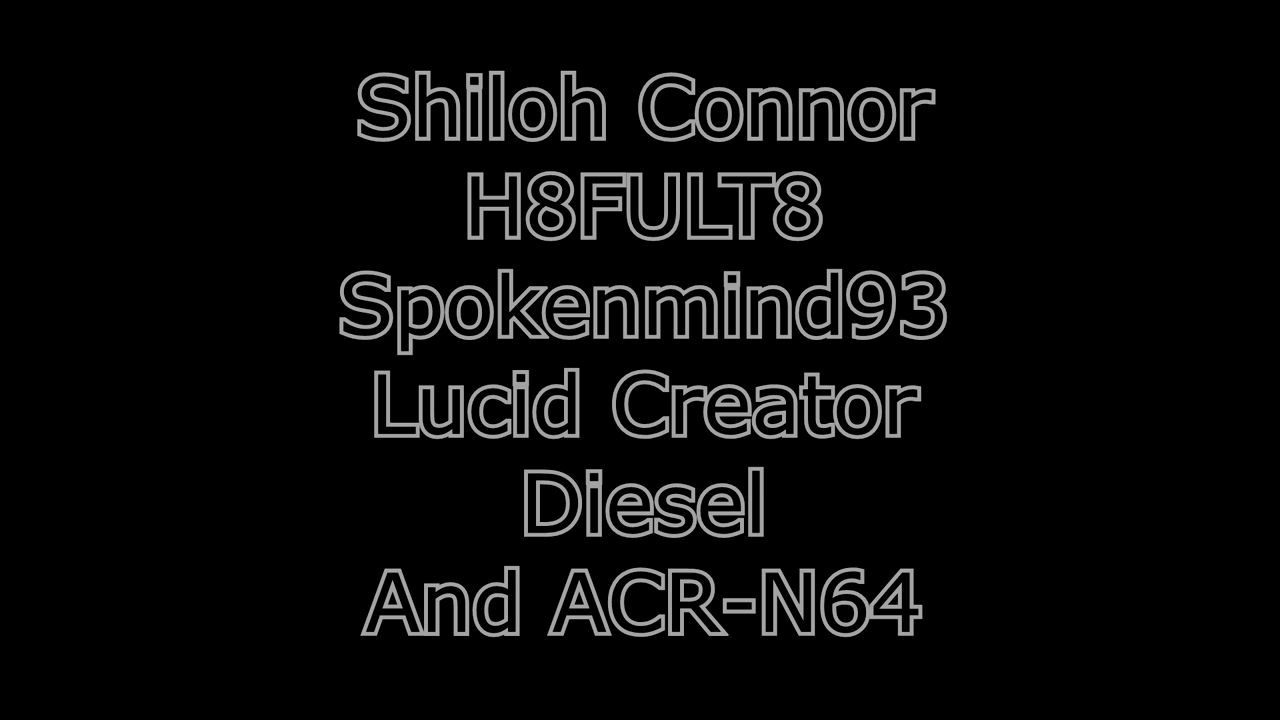 Shiloh Connor
H8FULT8
Spokenmind93
Lucid Creator
Diesel
And ACR-N64